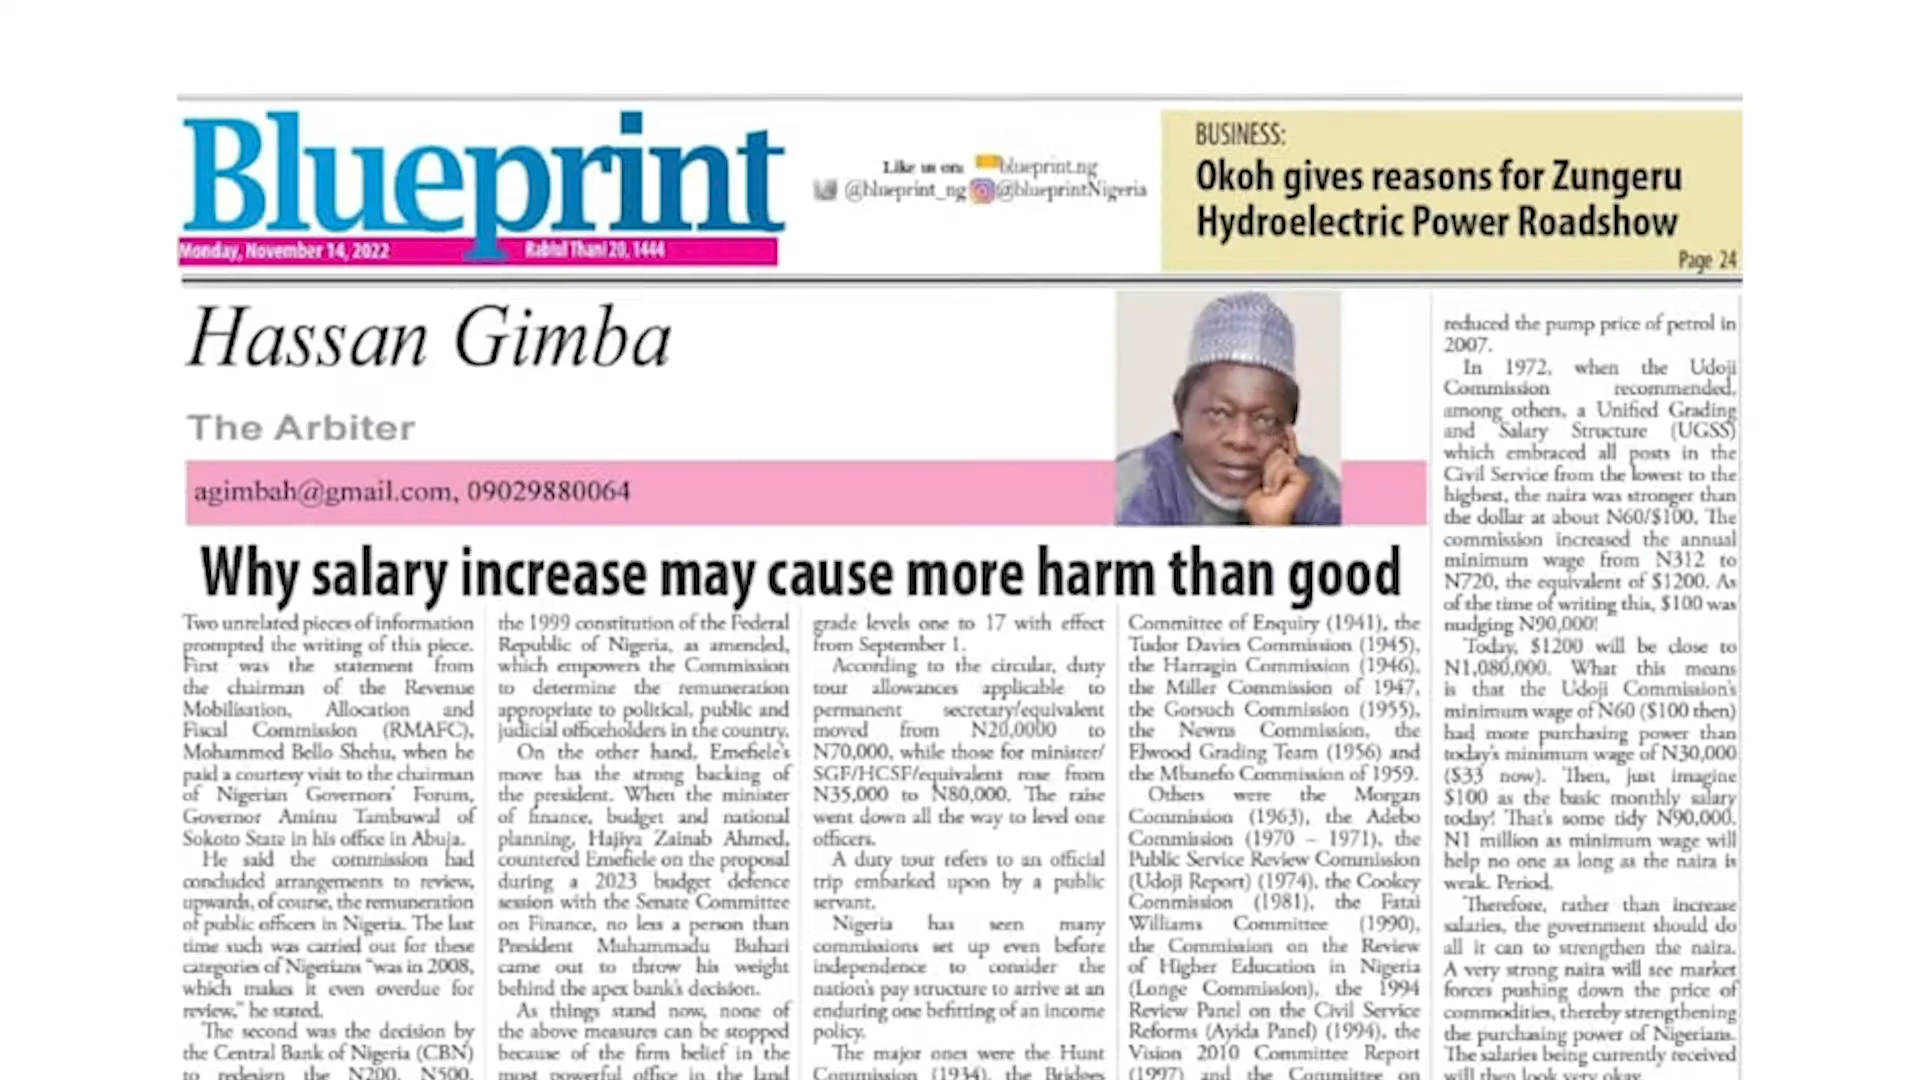 Blueprint
Monday, November 14, 2022
Rabiul Thani 20, 1444
Like us on: blueprint.ng
@blueprint_ng @blueprintNigeria
BUSINESS:
Okoh gives reasons for Zungeru
Hydroelectric Power Roadshow
Page 24
Hassan Gimba
The Arbiter
agimbah@gmail.com, 09029880064
Why salary increase may cause more harm than good
Two unrelated pieces of information
prompted the writing of this piece.
First was the statement from
the chairman of the Revenue
Mobilisation, Allocation and
Fiscal Commission (RMAFC),
Mohammed Bello Shehu, when he
paid a courtesy visit to the chairman
of Nigerian Governors' Forum,
Governor Aminu Tambuwal of
Sokoto State in his office in Abuja.
He said the commission had
concluded arrangements to review,
upwards, of course, the remuneration
of public officers in Nigeria. The last
time such was carried out for these
categories of Nigerians "was in 2008,
which makes it even overdue for
review," he stated.
The second was the decision by
the Central Bank of Nigeria (CBN)
to redesign the N200, N500,
the 1999 constitution of the Federal
Republic of Nigeria, as amended,
which empowers the Commission
to determine the remuneration
appropriate to political, public and
judicial officeholders in the country.
On the other hand, Emefiele's
move has the strong backing of
the president. When the minister
of finance, budget and national
planning, Hajiya Zainab Ahmed,
countered Emefiele on the proposal
during a 2023 budget defence
session with the Senate Committee
on Finance, no less a person than
President Muhammadu Buhari
came out to throw his weight
behind the apex bank's decision.
As things stand now, none of
the above measures can be stopped
because of the firm belief in the
most powerful office in the land
grade levels one to 17 with effect
from September 1.
According to the circular, duty
tour allowances applicable to
permanent secretary/equivalent
moved from N20,0000 to
N70,000, while those for minister/
SGF/HCSF/equivalent rose from
N35,000 to N80,000. The raise
went down all the way to level one
officers.
A duty tour refers to an official
trip embarked upon by a public
servant.
Nigeria has seen many
commissions set up even before
independence to consider the
nation's pay structure to arrive at an
enduring one befitting of an income
policy.
The major ones were the Hunt
Commission (1934), the Bridges
Committee of Enquiry (1941), the
Tudor Davies Commission (1945),
the Harragin Commission (1946),
the Miller Commission of 1947,
the Gorsuch Commission (1955),
the Newns Commission, the
Elwood Grading Team (1956) and
the Mbanefo Commission of 1959.
Others were the Morgan
Commission (1963), the Adebo
Commission (1970 – 1971), the
Public Service Review Commission
(Udoji Report) (1974), the Cookey
Commission (1981), the Fatai
Williams Committee (1990),
the Commission on the Review
of Higher Education in Nigeria
(Longe Commission), the 1994
Review Panel on the Civil Service
Reforms (Ayida Panel) (1994), the
Vision 2010 Committee Report
(1997) and the Committee on
reduced the pump price of petrol in
2007.
In 1972, when the Udoji
Commission recommended,
among others, a Unified Grading
and Salary Structure (UGSS)
which embraced all posts in the
Civil Service from the lowest to the
highest, the naira was stronger than
the dollar at about N60/$100. The
commission increased the annual
minimum wage from N312 to
N720, the equivalent of $1200. As
of the time of writing this, $100 was
nudging N90,000!
Today, $1200 will be close to
N1,080,000. What this means
is that the Udoji Commission's
minimum wage of N60 ($100 then)
had more purchasing power than
today's minimum wage of N30,000
($33 now). Then, just imagine
$100 as the basic monthly salary
today! That's some tidy N90,000.
N1 million as minimum wage will
help no one as long as the naira is
weak. Period.
Therefore, rather than increase
salaries, the government should do
all it can to strengthen the naira.
A very strong naira will see market
forces pushing down the price of
commodities, thereby strengthening
the purchasing power of Nigerians.
The salaries being currently received
will then look very okay.